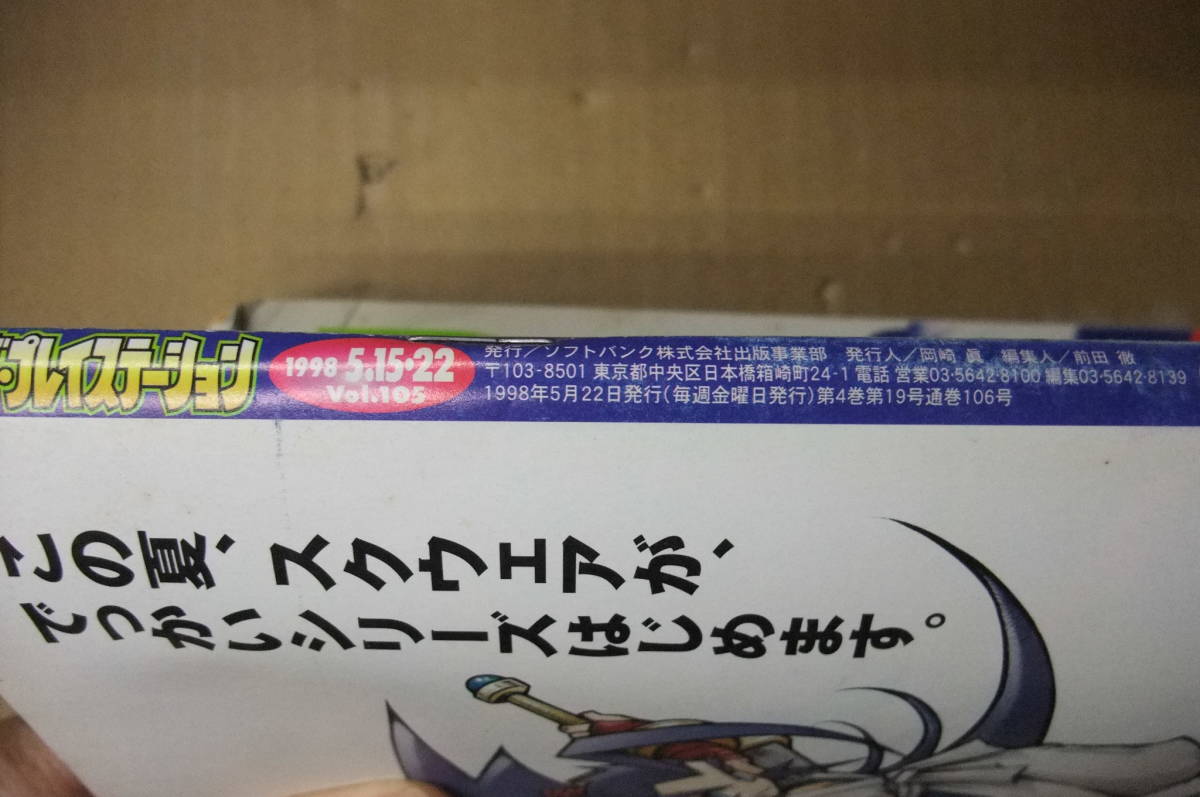 ザ・プレイステーション
1998 5.15・22
Vol.105
発行/ソフトバンク株式会社出版事業部 発行人/岡崎 眞 編集人/前田 徹
〒103-8501 東京都中央区日本橋箱崎町24-1 電話 営業03-5642-8100 編集03-5642-8139
1998年5月22日発行(毎週金曜日発行)第4巻第19号通巻106号
この夏、スクウェアが、
でっかいシリーズはじめます。